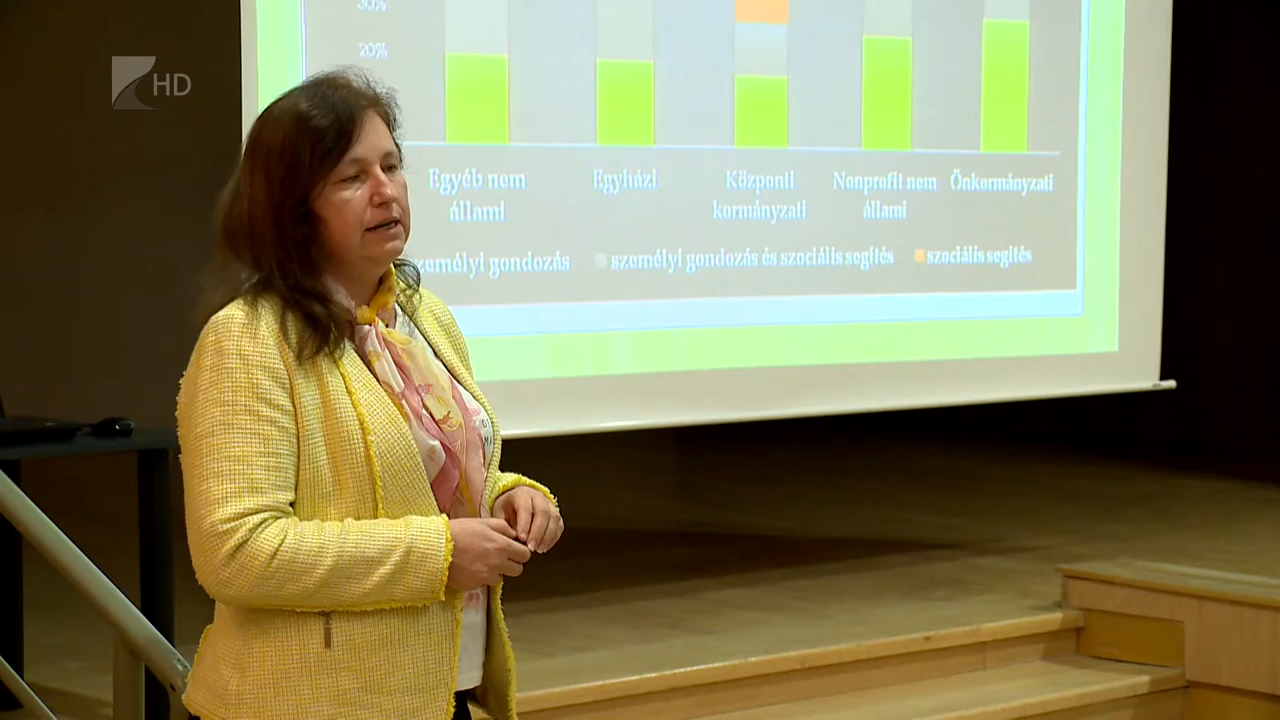 HD
30%
20%
Egyéb nem
állami
Egyházi
Központi
kormányzati
Nonprofit nem
állami
Önkormányzati
személyi gondozás
személyi gondozás és szociális segítés
szociális segítés